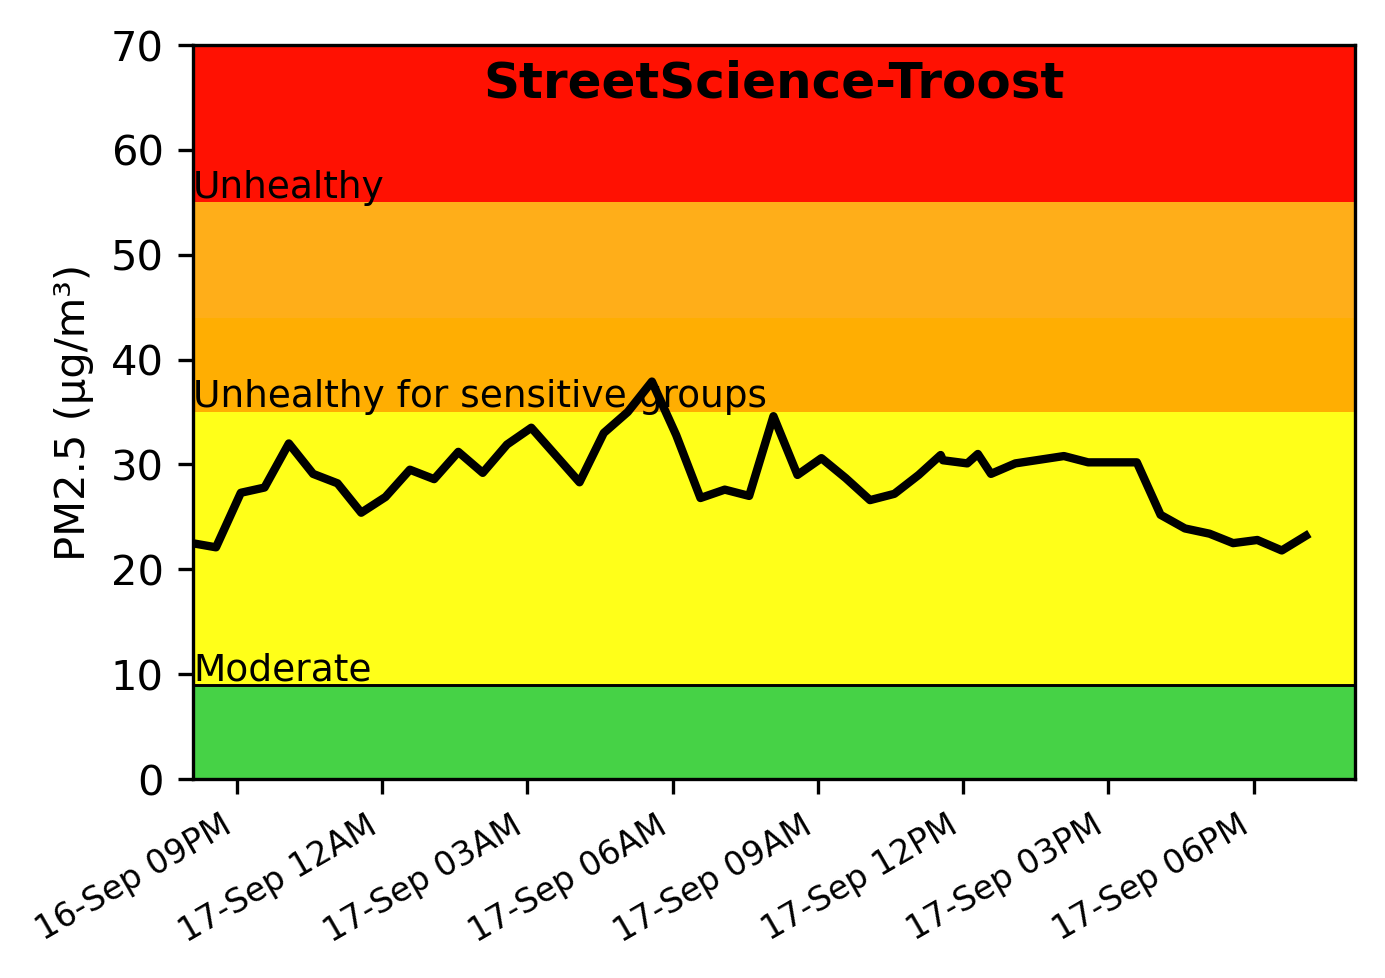 StreetScience-Troost
PM2.5 (µg/m³)
70
60
50
40
30
20
10
0
Unhealthy
Unhealthy for sensitive groups
Moderate
16-Sep 09PM
17-Sep 12AM
17-Sep 03AM
17-Sep 06AM
17-Sep 09AM
17-Sep 12PM
17-Sep 03PM
17-Sep 06PM